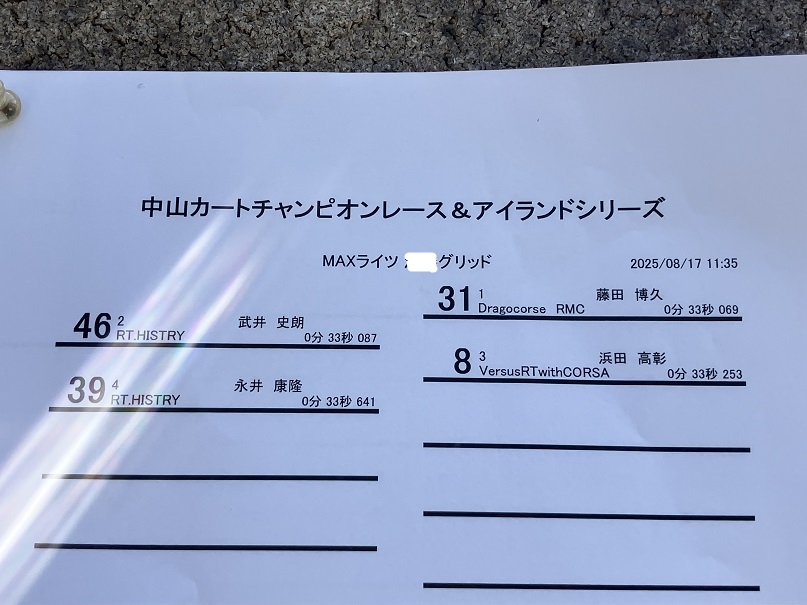 中山カートチャンピオンレース＆アイランドシリーズ
MAXライツ グリッド
2025/08/17 11:35
31 1 藤田 博久
Dragocorse RMC 0分 33秒 069
46 2 武井 史朗
RT.HISTRY 0分 33秒 087
8 3 浜田 高彰
VersusRTwithCORSA 0分 33秒 253
39 4 永井 康隆
RT.HISTRY 0分 33秒 641